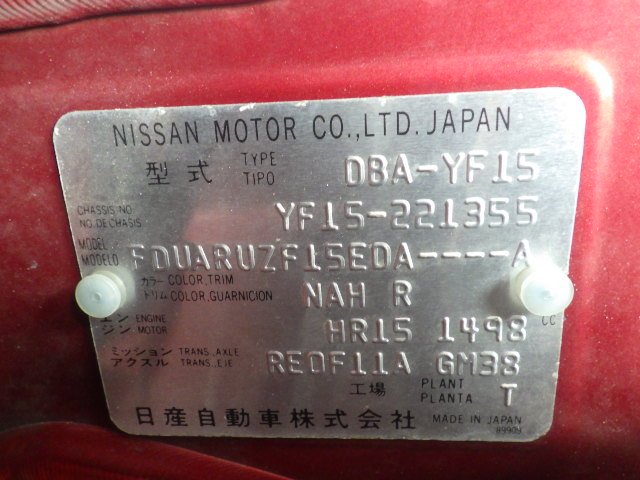 NISSAN MOTOR CO.,LTD. JAPAN
型式 TYPE TIPO DBA-YF15
CHASSIS NO. NO. DE CHASIS YF15-221355
MODEL MODELO FDUARUZF15EDA----A
カラー COLOR,TRIM トリム COLOR,GUARNICION NAH R
エンジン ENGINE MOTOR HR15 1498 CC
ミッション TRANS.,AXLE アクスル TRANS.,EJE RE0F11A GM38
工場 PLANT PLANTA T
日産自動車株式会社 MADE IN JAPAN
89909